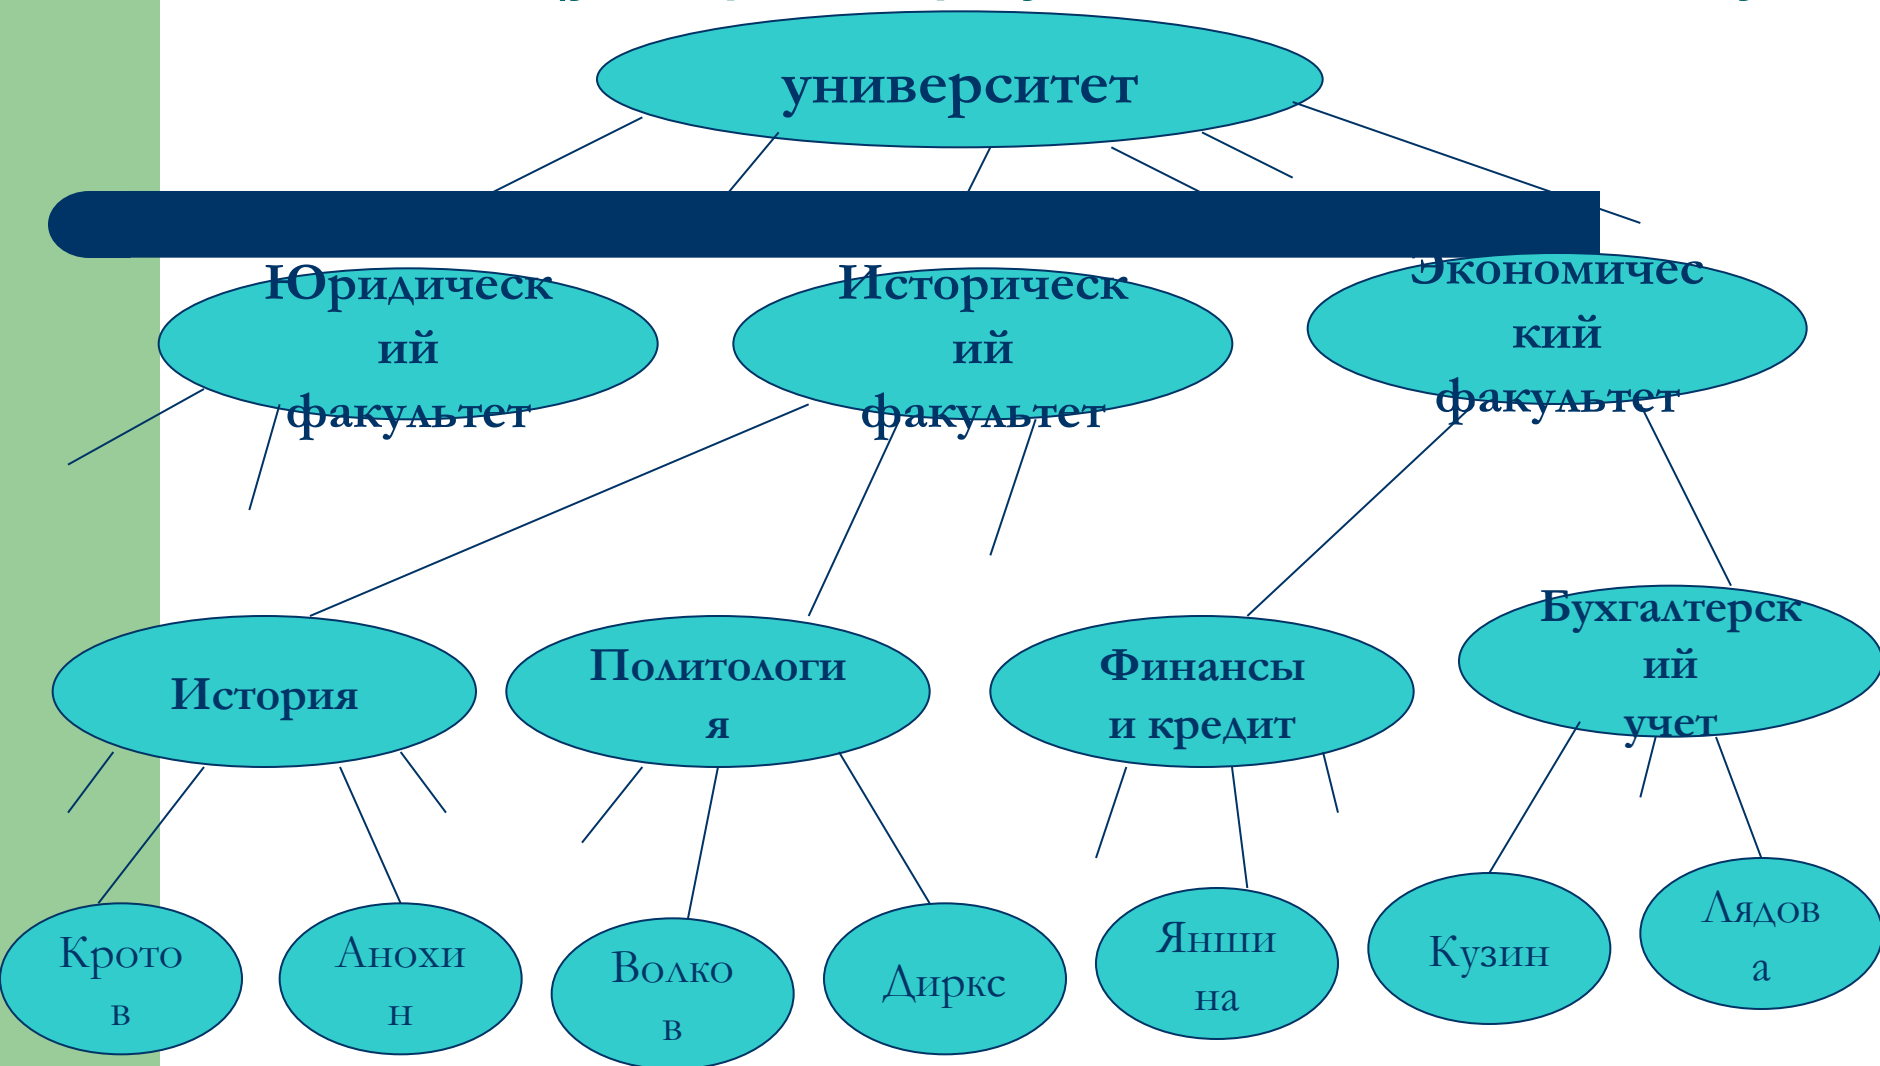 университет
Юридическ
ий
факультет
Историческ
ий
факультет
Экономичес
кий
факультет
История
Политологи
я
Финансы
и кредит
Бухгалтерск
ий
учет
Крото
в
Анохи
н
Волко
в
Диркс
Янши
на
Кузин
Лядов
а